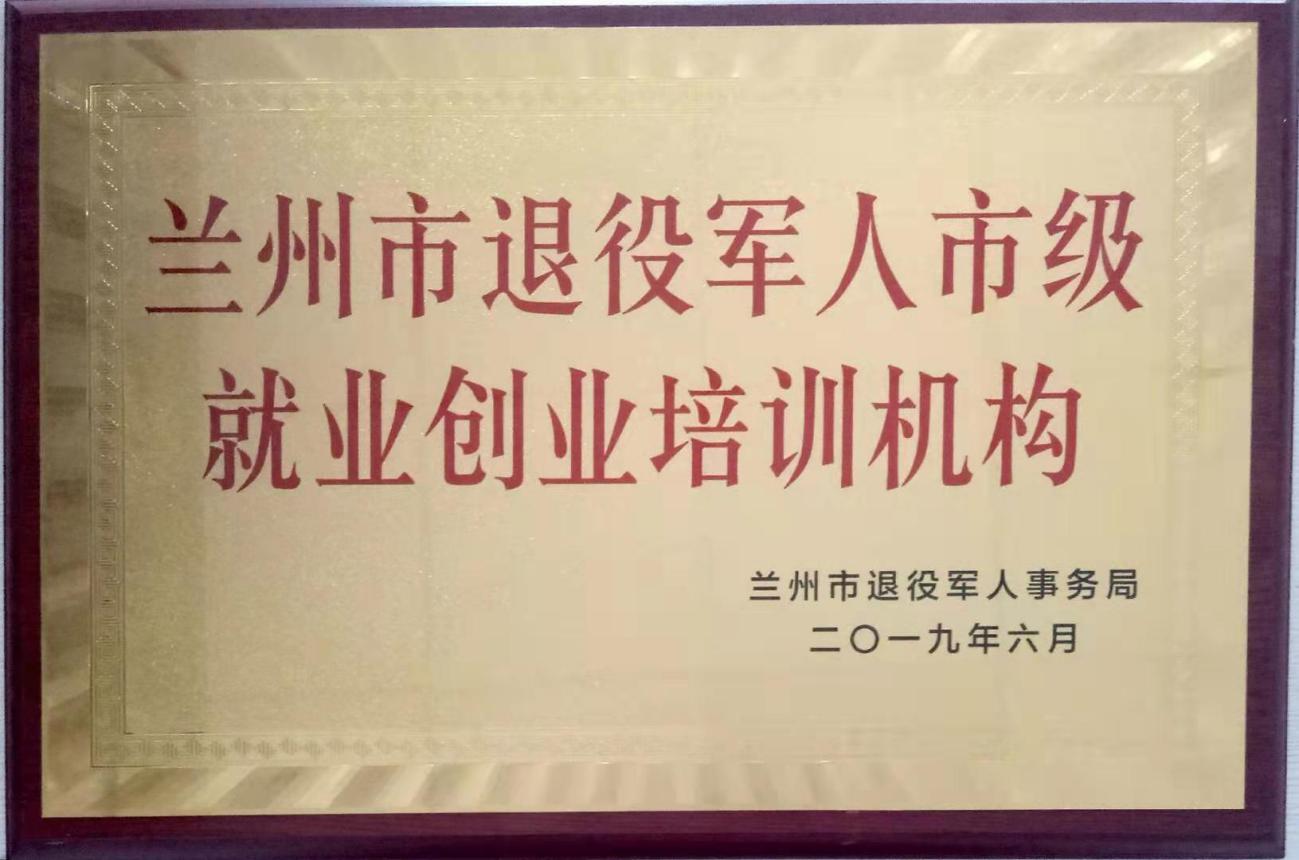 兰州市退役军人市级
就业创业培训机构
兰州市退役军人事务局
二〇一九年六月